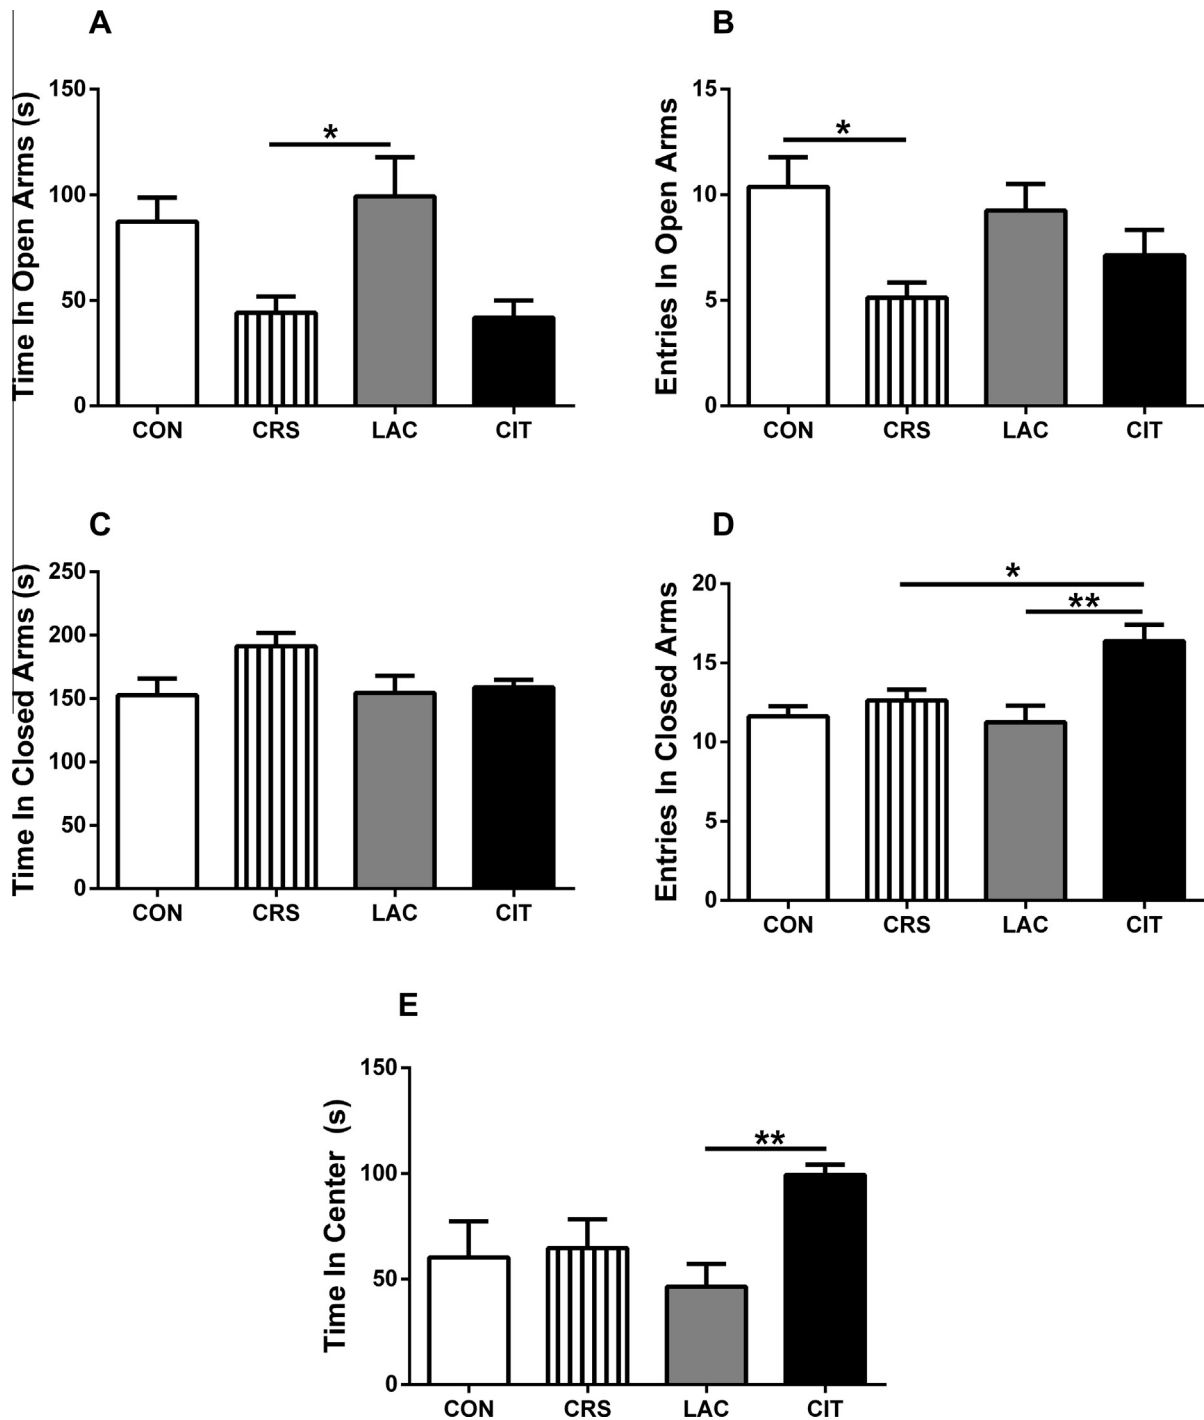 A
Time In Open Arms (s)
150
100
50
0
*
CON CRS LAC CIT
B
Entries In Open Arms
15
10
5
0
*
CON CRS LAC CIT
C
Time In Closed Arms (s)
250
200
150
100
50
0
CON CRS LAC CIT
D
Entries In Closed Arms
20
15
10
5
0
*
**
CON CRS LAC CIT
E
Time In Center (s)
150
100
50
0
**
CON CRS LAC CIT